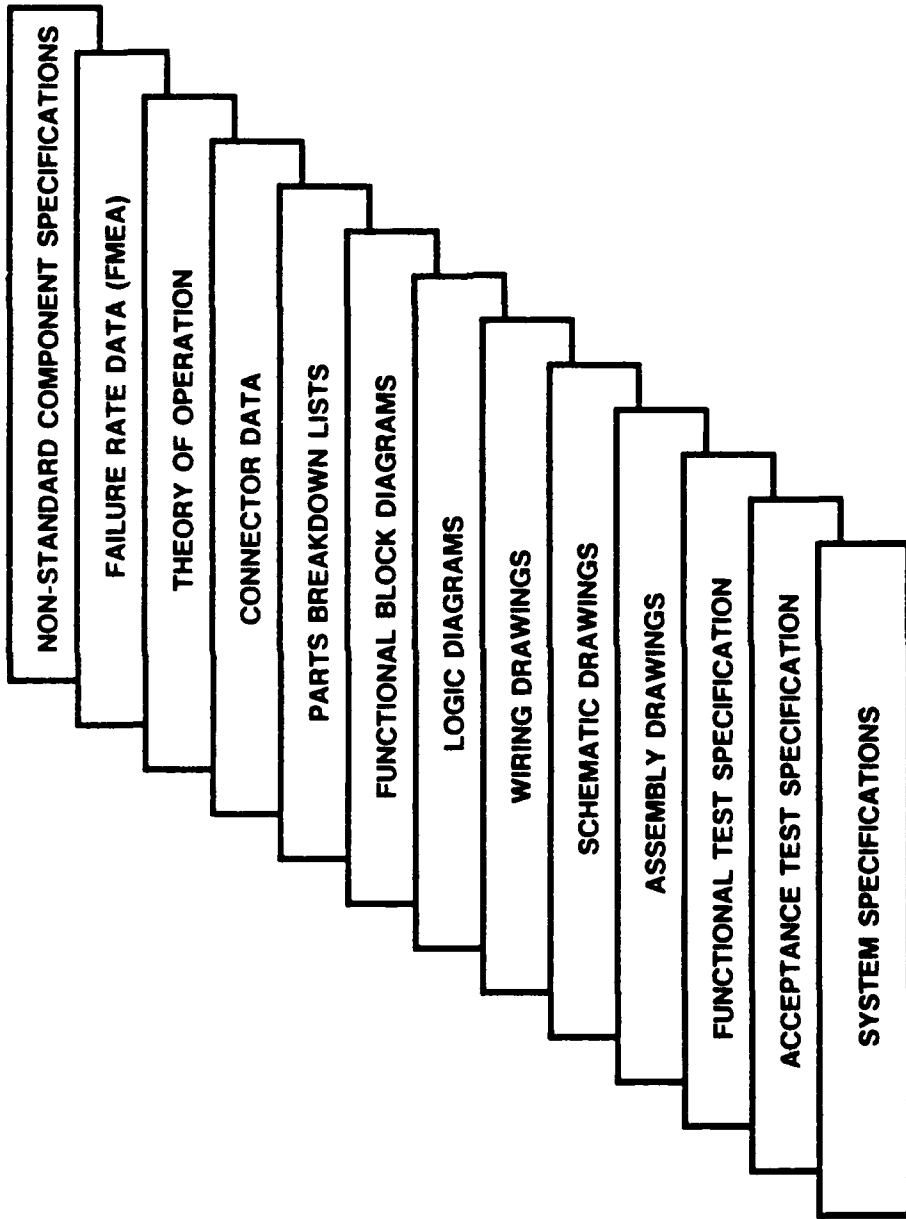 NON-STANDARD COMPONENT SPECIFICATIONS
FAILURE RATE DATA (FMEA)
THEORY OF OPERATION
CONNECTOR DATA
PARTS BREAKDOWN LISTS
FUNCTIONAL BLOCK DIAGRAMS
LOGIC DIAGRAMS
WIRING DRAWINGS
SCHEMATIC DRAWINGS
ASSEMBLY DRAWINGS
FUNCTIONAL TEST SPECIFICATION
ACCEPTANCE TEST SPECIFICATION
SYSTEM SPECIFICATIONS